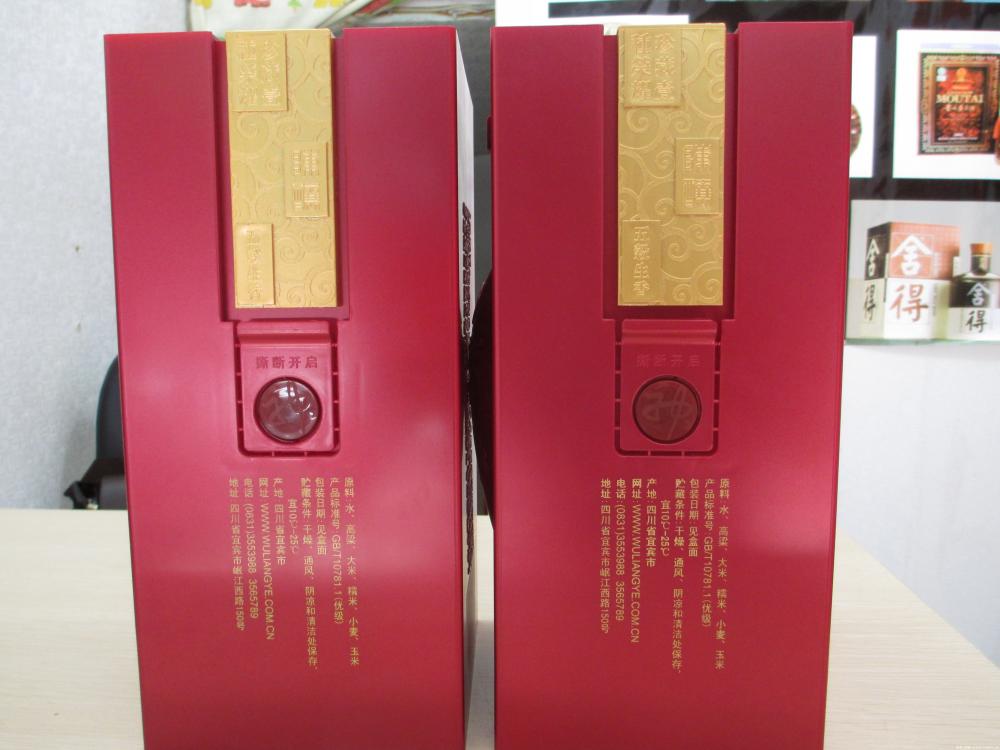 撕断开启
原料:水、高粱、大米、糯米、小麦、玉米
产品标准号:GB/T10781.1(优级)
包装日期:见盒面
贮藏条件:干燥、通风、阴凉和清洁处保存,
宜10℃-25℃
产地:四川省宜宾市
网址:WWW.WULIANGYE.COM.CN
电话:(0831)3553988 3565789
地址:四川省宜宾市岷江西路150号
五粮生香
撕断开启
原料:水、高粱、大米、糯米、小麦、玉米
产品标准号:GB/T10781.1(优级)
包装日期:见盒面
贮藏条件:干燥、通风、阴凉和清洁处保存,
宜10℃-25℃
产地:四川省宜宾市
网址:WWW.WULIANGYE.COM.CN
电话:(0831)3553988 3565789
地址:四川省宜宾市岷江西路150号
MOUTAI
舍得
舍得
舍得